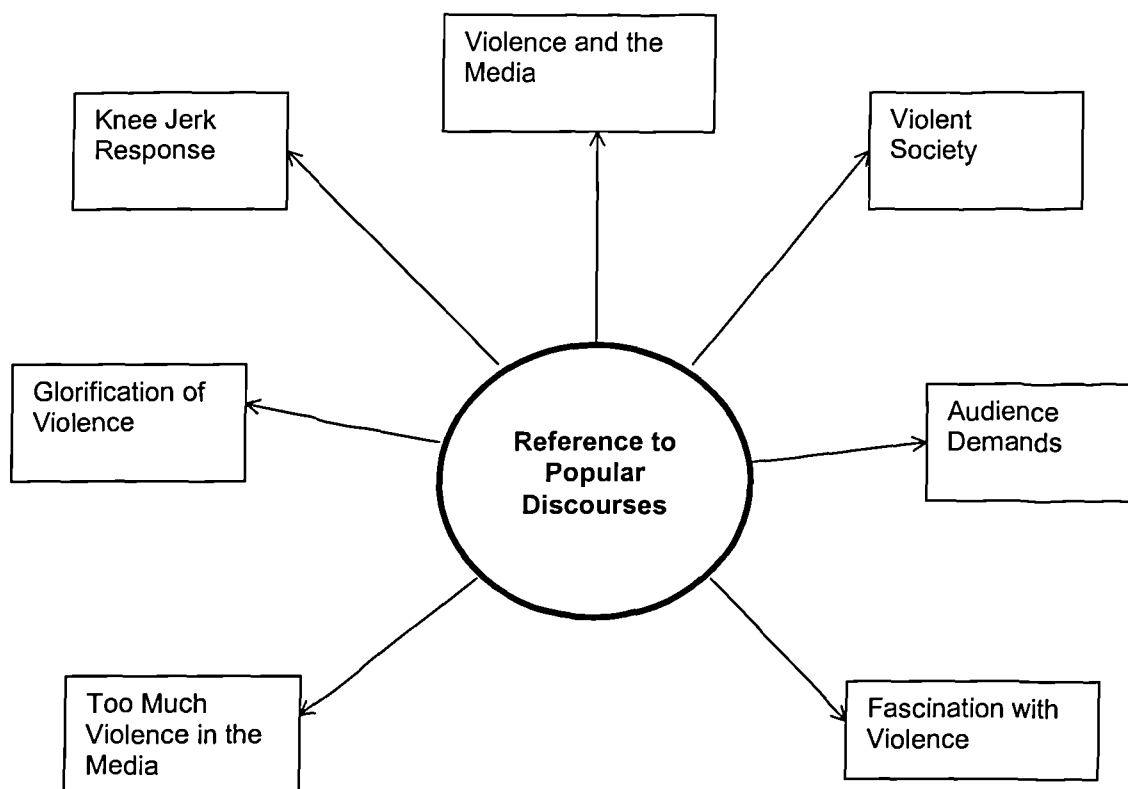 Violence and the
Media
Knee Jerk
Response
Violent
Society
Glorification of
Violence
Audience
Demands
Reference to
Popular
Discourses
Too Much
Violence in the
Media
Fascination with
Violence